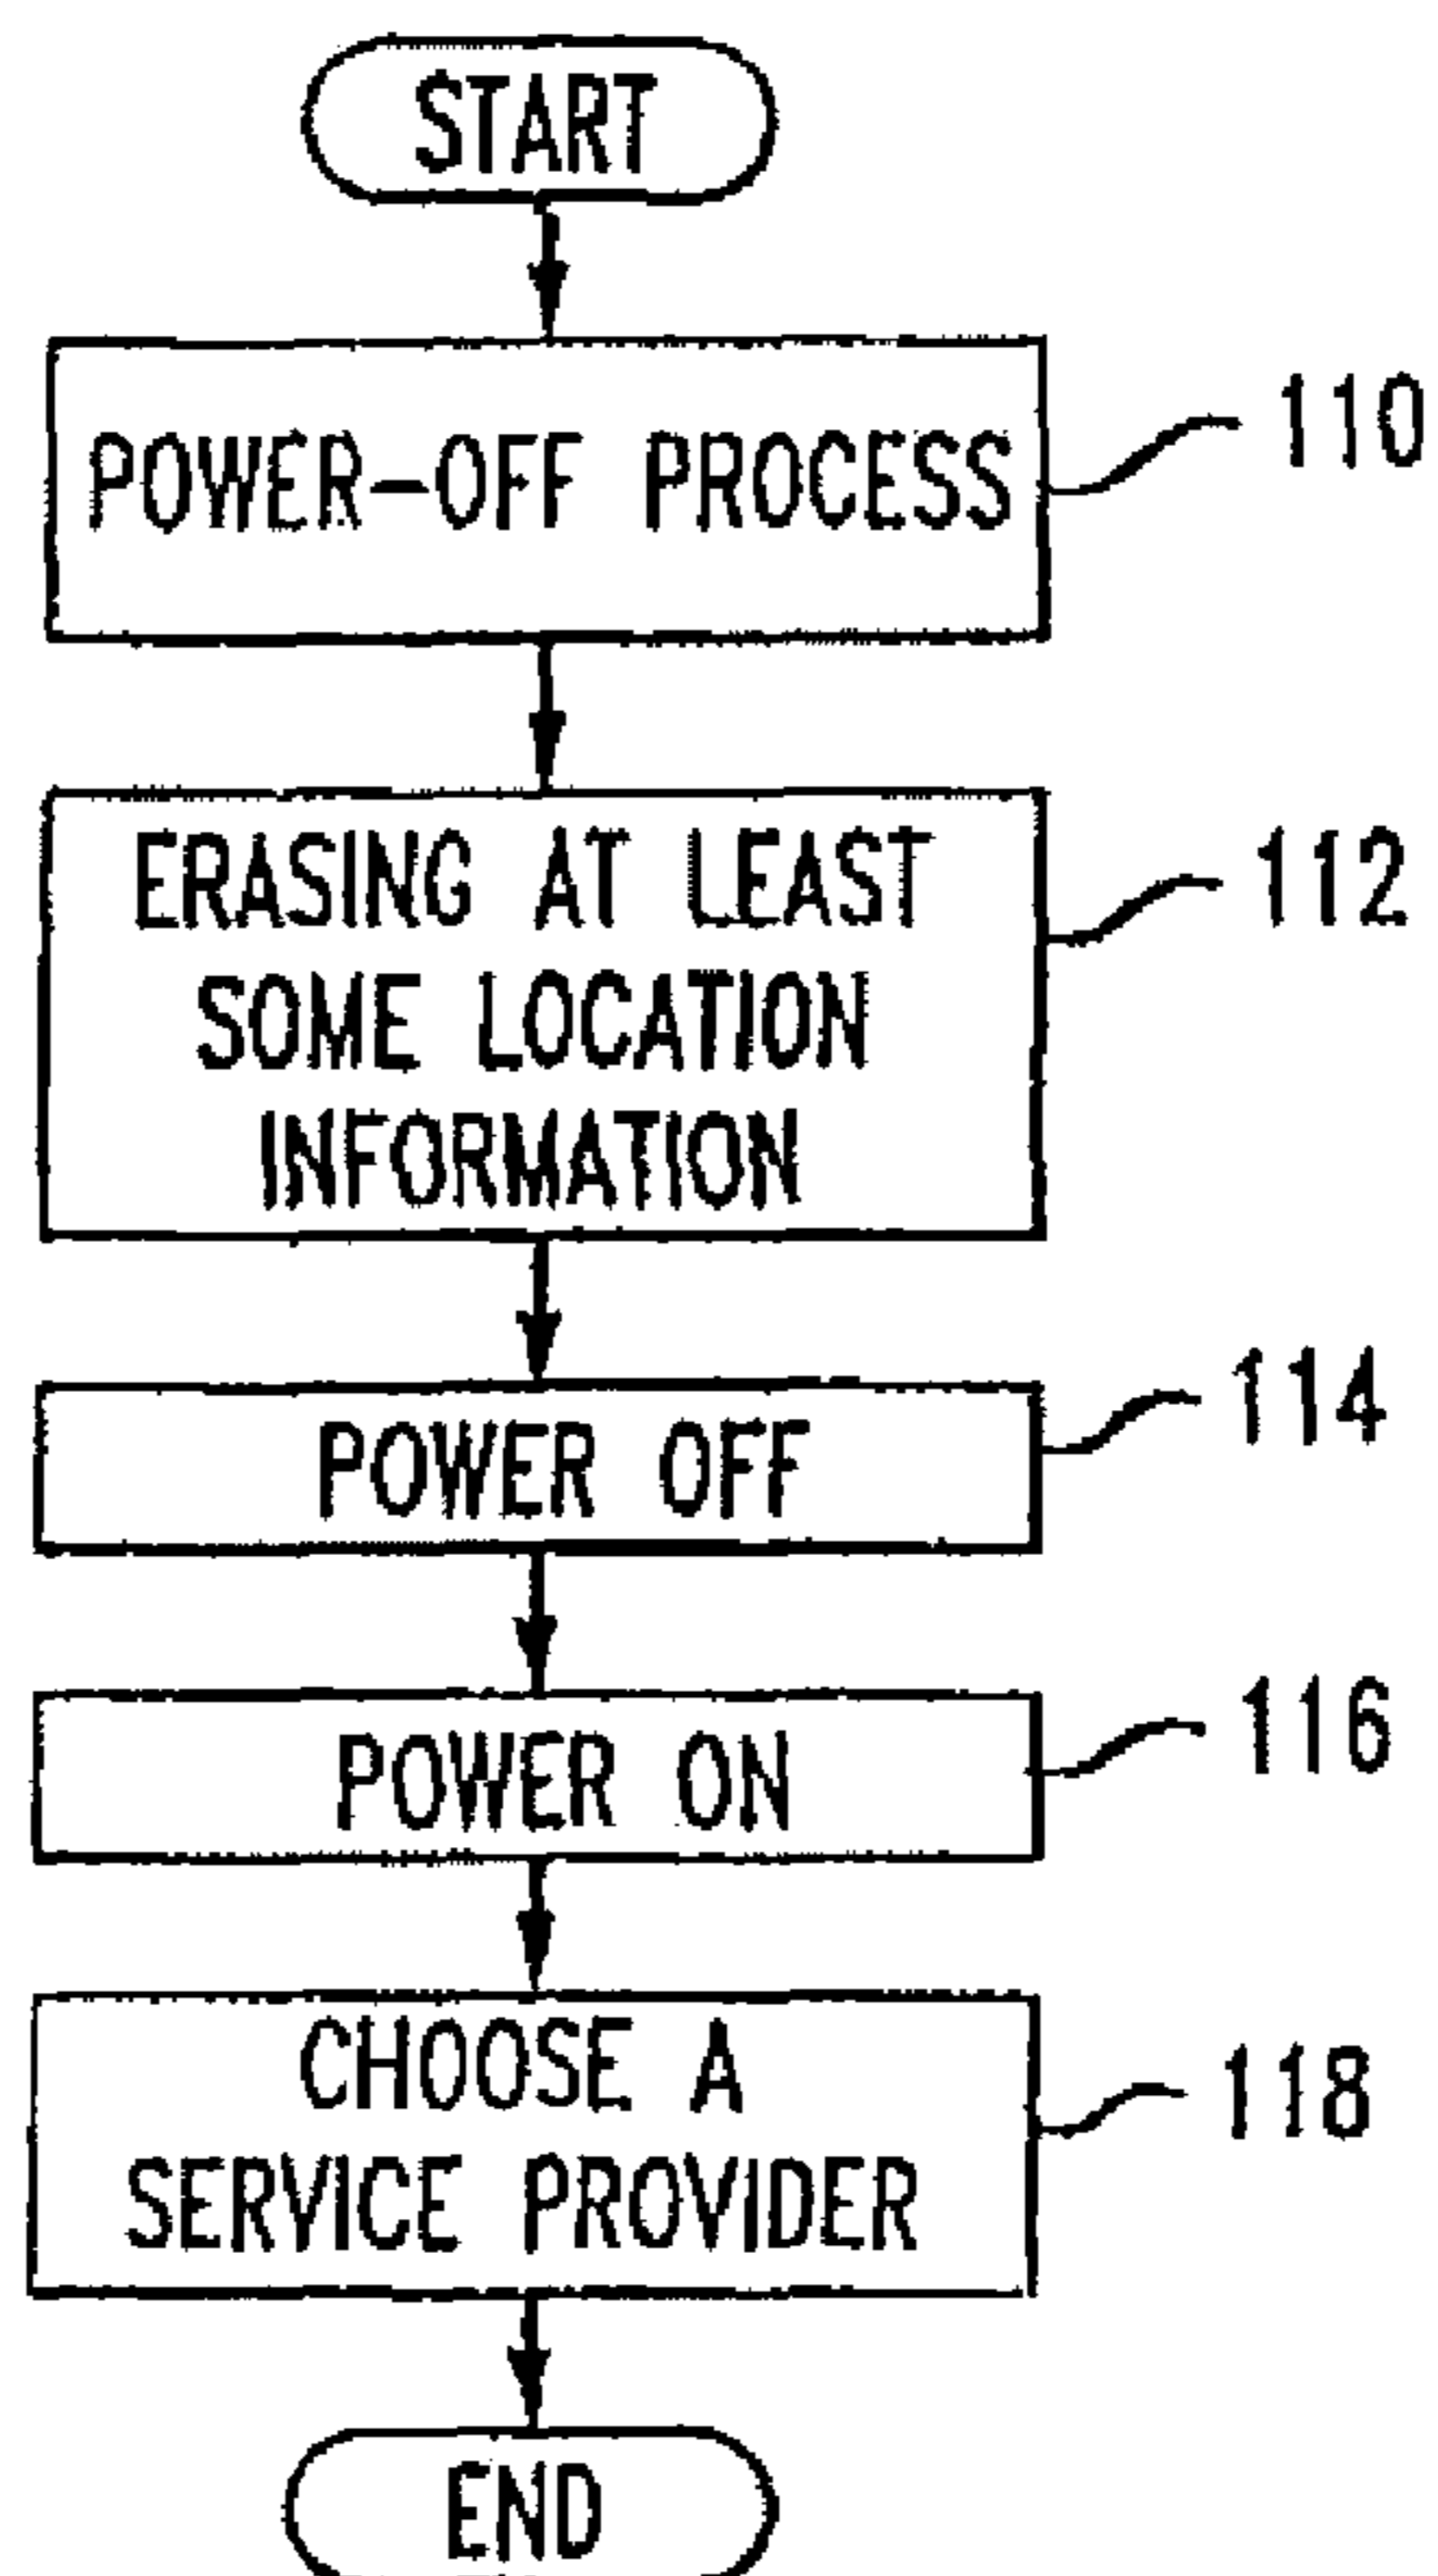 START
POWER-OFF PROCESS
110
ERASING AT LEAST
SOME LOCATION
INFORMATION
112
POWER OFF
114
POWER ON
116
CHOOSE A
SERVICE PROVIDER
118
END